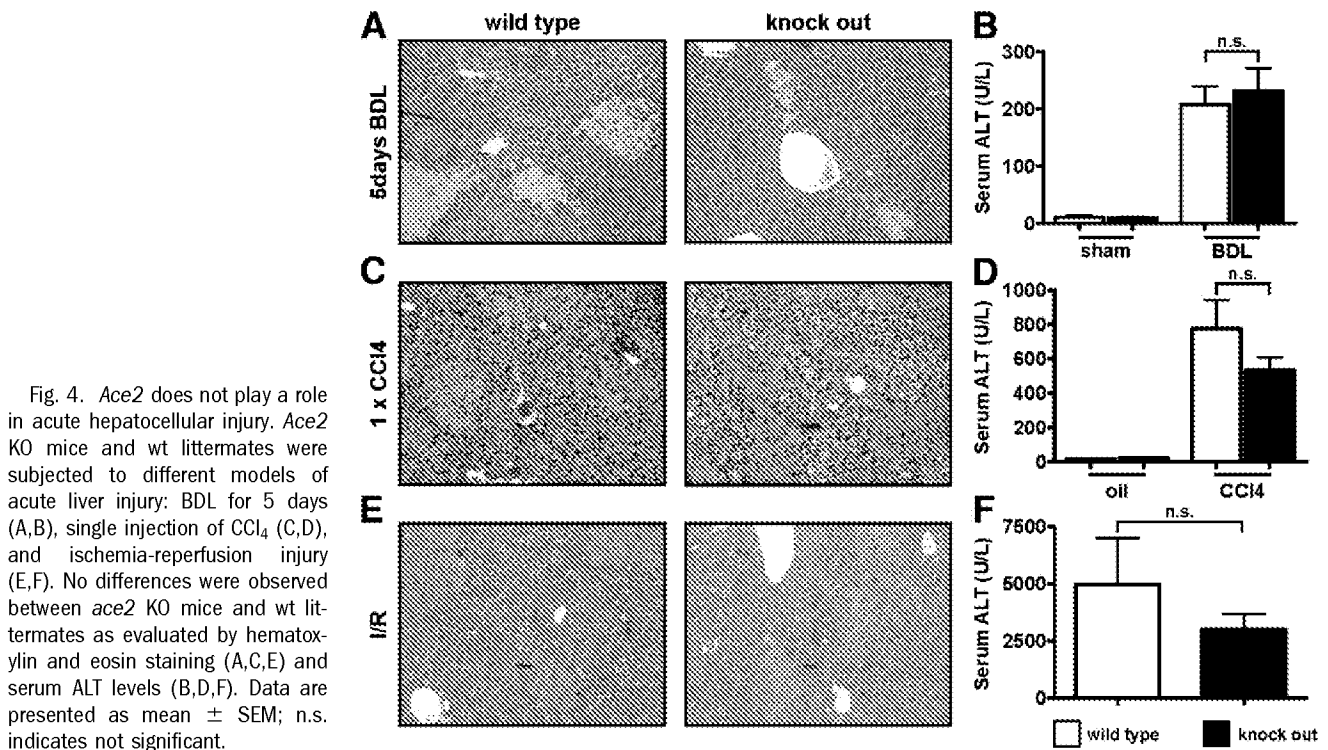 Fig. 4. Ace2 does not play a role
in acute hepatocellular injury. Ace2
KO mice and wt littermates were
subjected to different models of
acute liver injury: BDL for 5 days
(A,B), single injection of CCl₄ (C,D),
and ischemia-reperfusion injury
(E,F). No differences were observed
between ace2 KO mice and wt lit-
termates as evaluated by hematox-
ylin and eosin staining (A,C,E) and
serum ALT levels (B,D,F). Data are
presented as mean ± SEM; n.s.
indicates not significant.
A
wild type
knock out
5days BDL
B
300
200
100
0
Serum ALT (U/L)
n.s.
sham
BDL
C
1 x CCl4
D
1000
800
600
400
200
0
Serum ALT (U/L)
n.s.
oil
CCl4
E
I/R
F
7500
5000
2500
0
Serum ALT (U/L)
n.s.
wild type
knock out